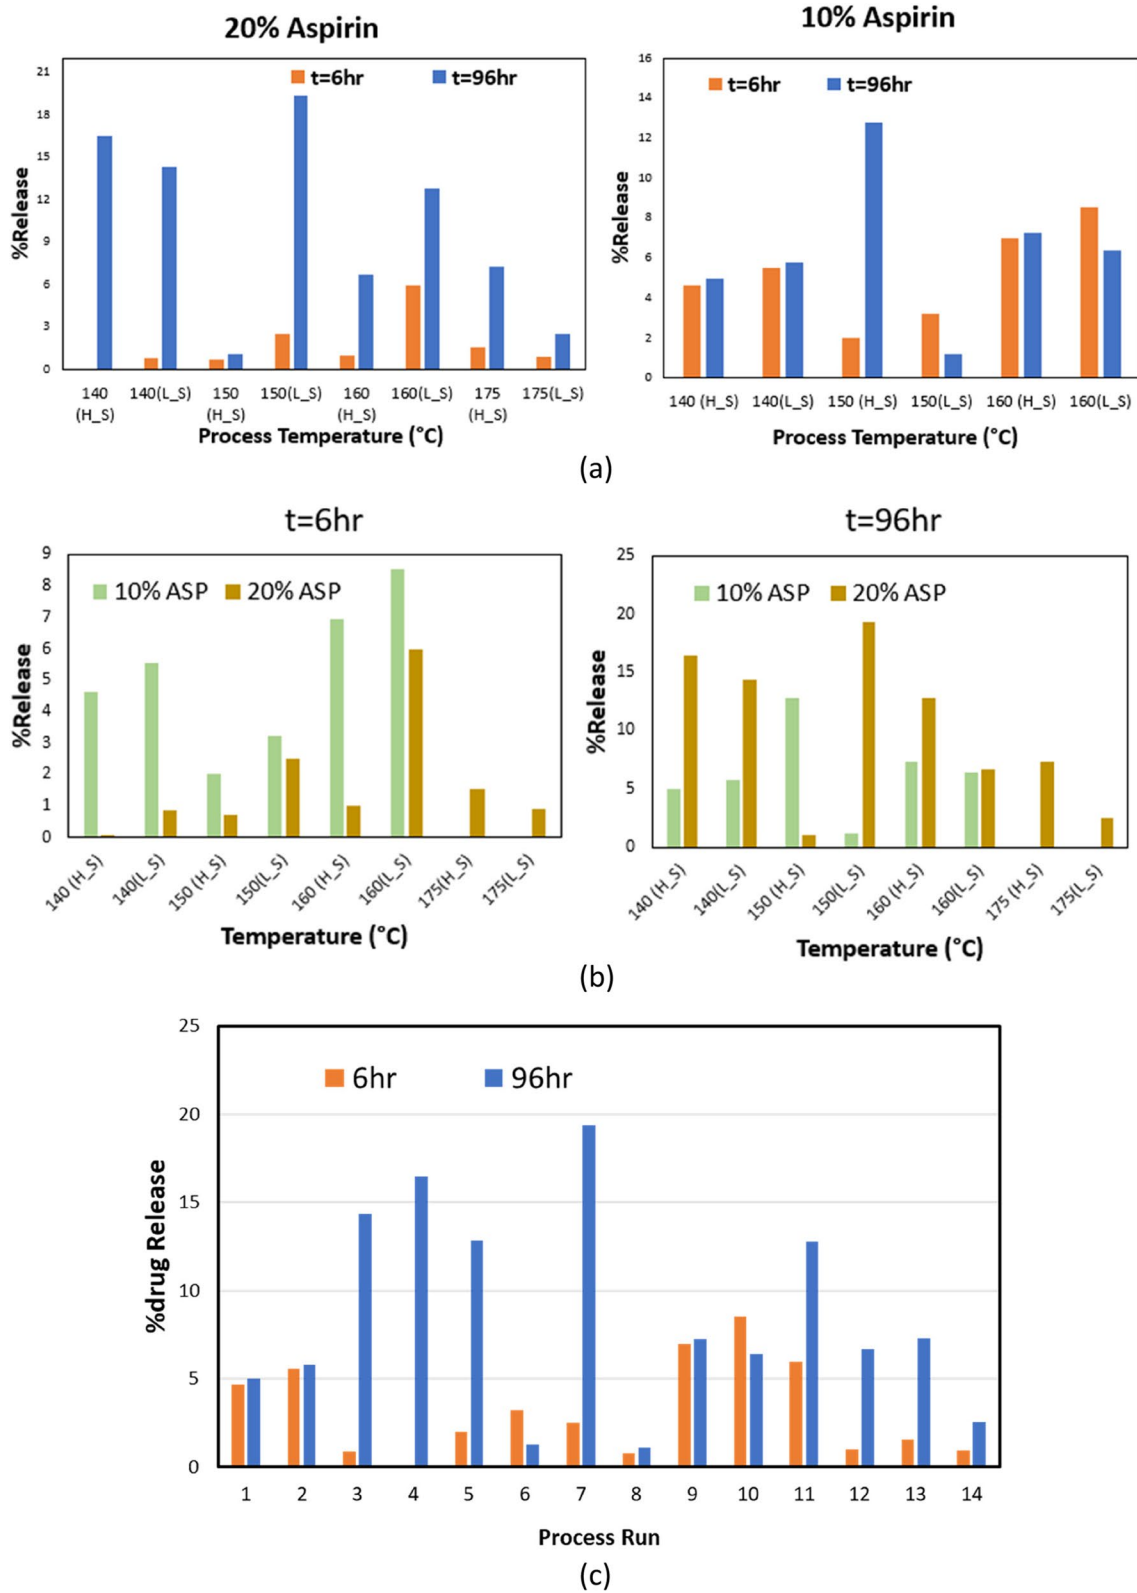 20% Aspirin
10% Aspirin
21
18
15
12
9
6
3
0
%Release
t=6hr
t=96hr
140 (H_S)
140(L_S)
150 (H_S)
150(L_S)
160 (H_S)
160(L_S)
175 (H_S)
175(L_S)
Process Temperature (°C)
16
14
12
10
8
6
4
2
0
%Release
t=6hr
t=96hr
140 (H_S)
140(L_S)
150 (H_S)
150(L_S)
160 (H_S)
160(L_S)
Process Temperature (°C)
(a)
t=6hr
9
8
7
6
5
4
3
2
1
0
%Release
10% ASP
20% ASP
140 (H_S)
140(L_S)
150 (H_S)
150(L_S)
160 (H_S)
160(L_S)
175(H_S)
175(L_S)
Temperature (°C)
t=96hr
25
20
15
10
5
0
%Release
10% ASP
20% ASP
140 (H_S)
140(L_S)
150 (H_S)
150(L_S)
160 (H_S)
160(L_S)
175 (H_S)
175(L_S)
Temperature (°C)
(b)
25
20
15
10
5
0
%drug Release
6hr
96hr
1 2 3 4 5 6 7 8 9 10 11 12 13 14
Process Run
(c)